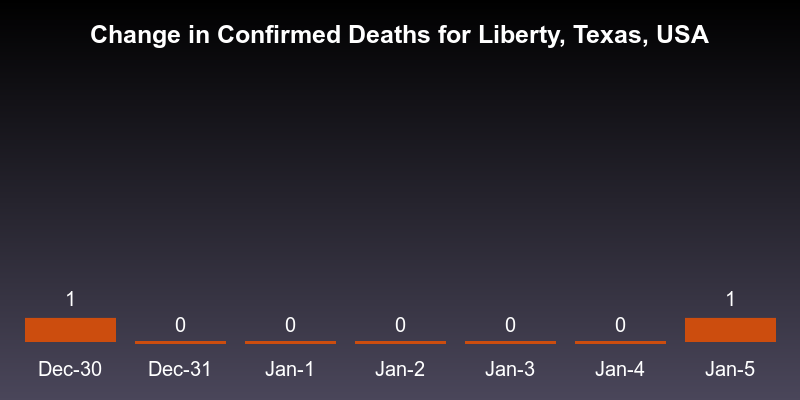 Change in Confirmed Deaths for Liberty, Texas, USA
1 0 0 0 0 0 1
Dec-30 Dec-31 Jan-1 Jan-2 Jan-3 Jan-4 Jan-5